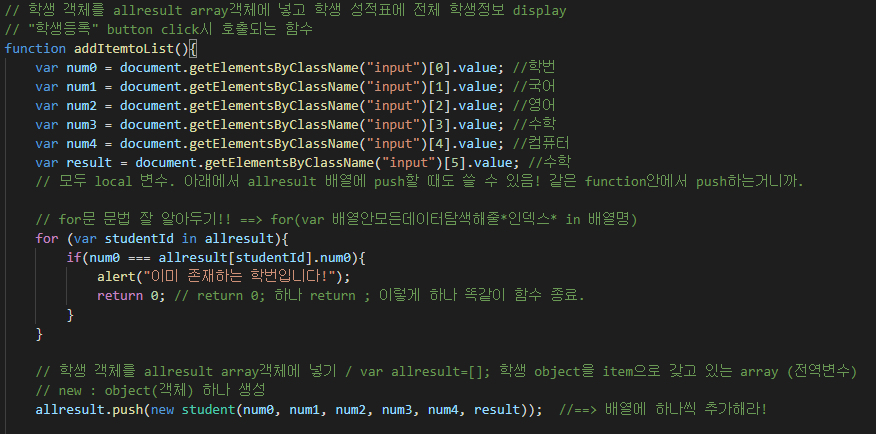 // 학생 객체를 allresult array객체에 넣고 학생 성적표에 전체 학생정보 display
// "학생등록" button click시 호출되는 함수
function addItemtoList(){
    var num0 = document.getElementsByClassName("input")[0].value; //학번
    var num1 = document.getElementsByClassName("input")[1].value; //국어
    var num2 = document.getElementsByClassName("input")[2].value; //영어
    var num3 = document.getElementsByClassName("input")[3].value; //수학
    var num4 = document.getElementsByClassName("input")[4].value; //컴퓨터
    var result = document.getElementsByClassName("input")[5].value; //수학
    // 모두 local 변수. 아래에서 allresult 배열에 push할 때도 쓸 수 있음! 같은 function안에서 push하는거니까.
    // for문 문법 잘 알아두기!! ==> for(var 배열안모든데이터탐색해줄*인덱스* in 배열명)
    for (var studentId in allresult){
        if(num0 === allresult[studentId].num0){
            alert("이미 존재하는 학번입니다!");
            return 0; // return 0; 하나 return ; 이렇게 하나 똑같이 함수 종료.
        }
    }
    // 학생 객체를 allresult array객체에 넣기 / var allresult=[]; 학생 object을 item으로 갖고 있는 array (전역변수)
    // new : object(객체) 하나 생성
    allresult.push(new student(num0, num1, num2, num3, num4, result));  //==> 배열에 하나씩 추가해라!